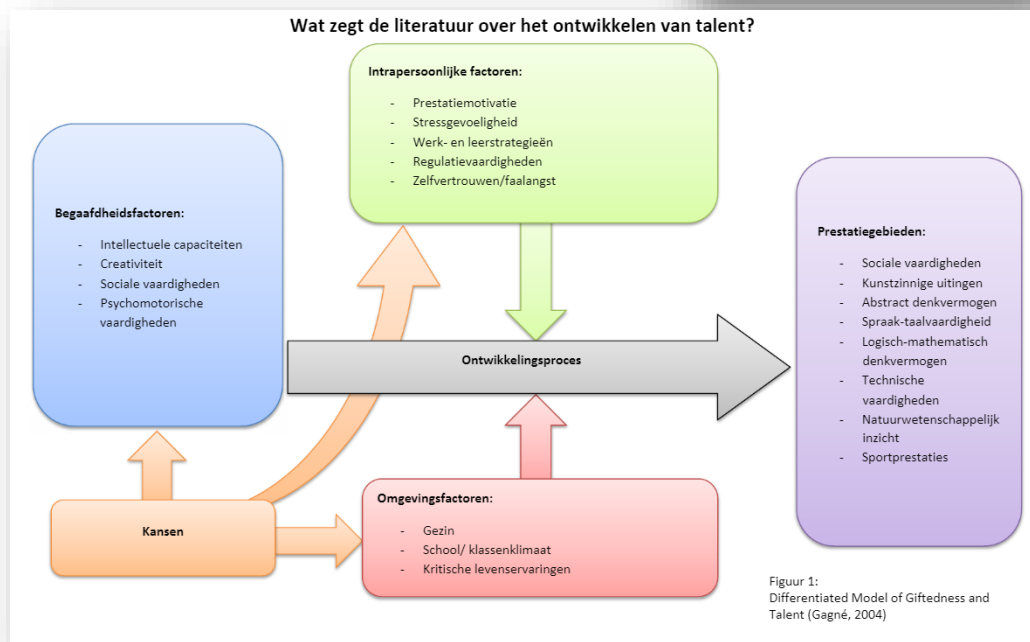 Wat zegt de literatuur over het ontwikkelen van talent?
Intrapersoonlijke factoren:
- Prestatiemotivatie
- Stressgevoeligheid
- Werk- en leerstrategieën
- Regulatievaardigheden
- Zelfvertrouwen/faalangst
Begaafdheidsfactoren:
- Intellectuele capaciteiten
- Creativiteit
- Sociale vaardigheden
- Psychomotorische
vaardigheden
Ontwikkelingsproces
Prestatiegebieden:
- Sociale vaardigheden
- Kunstzinnige uitingen
- Abstract denkvermogen
- Spraak-taalvaardigheid
- Logisch-mathematisch
denkvermogen
- Technische
vaardigheden
- Natuurwetenschappelijk
inzicht
- Sportprestaties
Kansen
Omgevingsfactoren:
- Gezin
- School/ klassenklimaat
- Kritische levenservaringen
Figuur 1:
Differentiated Model of Giftedness and
Talent (Gagné, 2004)